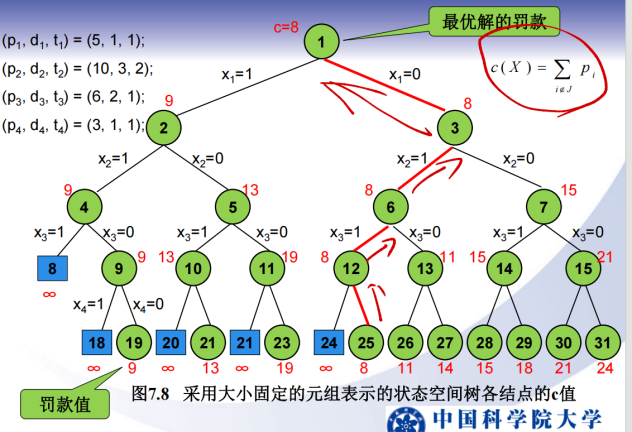 最优解的罚款
c=8
1
(p₁, d₁, t₁) = (5, 1, 1);
(p₂, d₂, t₂) = (10, 3, 2);
(p₃, d₃, t₃) = (6, 2, 1);
(p₄, d₄, t₄) = (3, 1, 1);
c(X) = ∑ pᵢ
i∉J
x₁=1 x₁=0
9 8
2 3
x₂=1 x₂=0 x₂=1 x₂=0
9 13 8 15
4 5 6 7
x₃=1 x₃=0 x₃=1 x₃=0 x₃=1 x₃=0 x₃=1 x₃=0
9 13 19 8 11 15 21
8 9 10 11 12 13 14 15
∞
x₄=1 x₄=0
18 19 20 21 21 23 24 25 26 27 28 29 30 31
∞ 9 ∞ 13 ∞ 19 ∞ 8 11 14 15 18 21 24
图7.8 采用大小固定的元组表示的状态空间树各结点的c值
罚款值
中国科学院大学